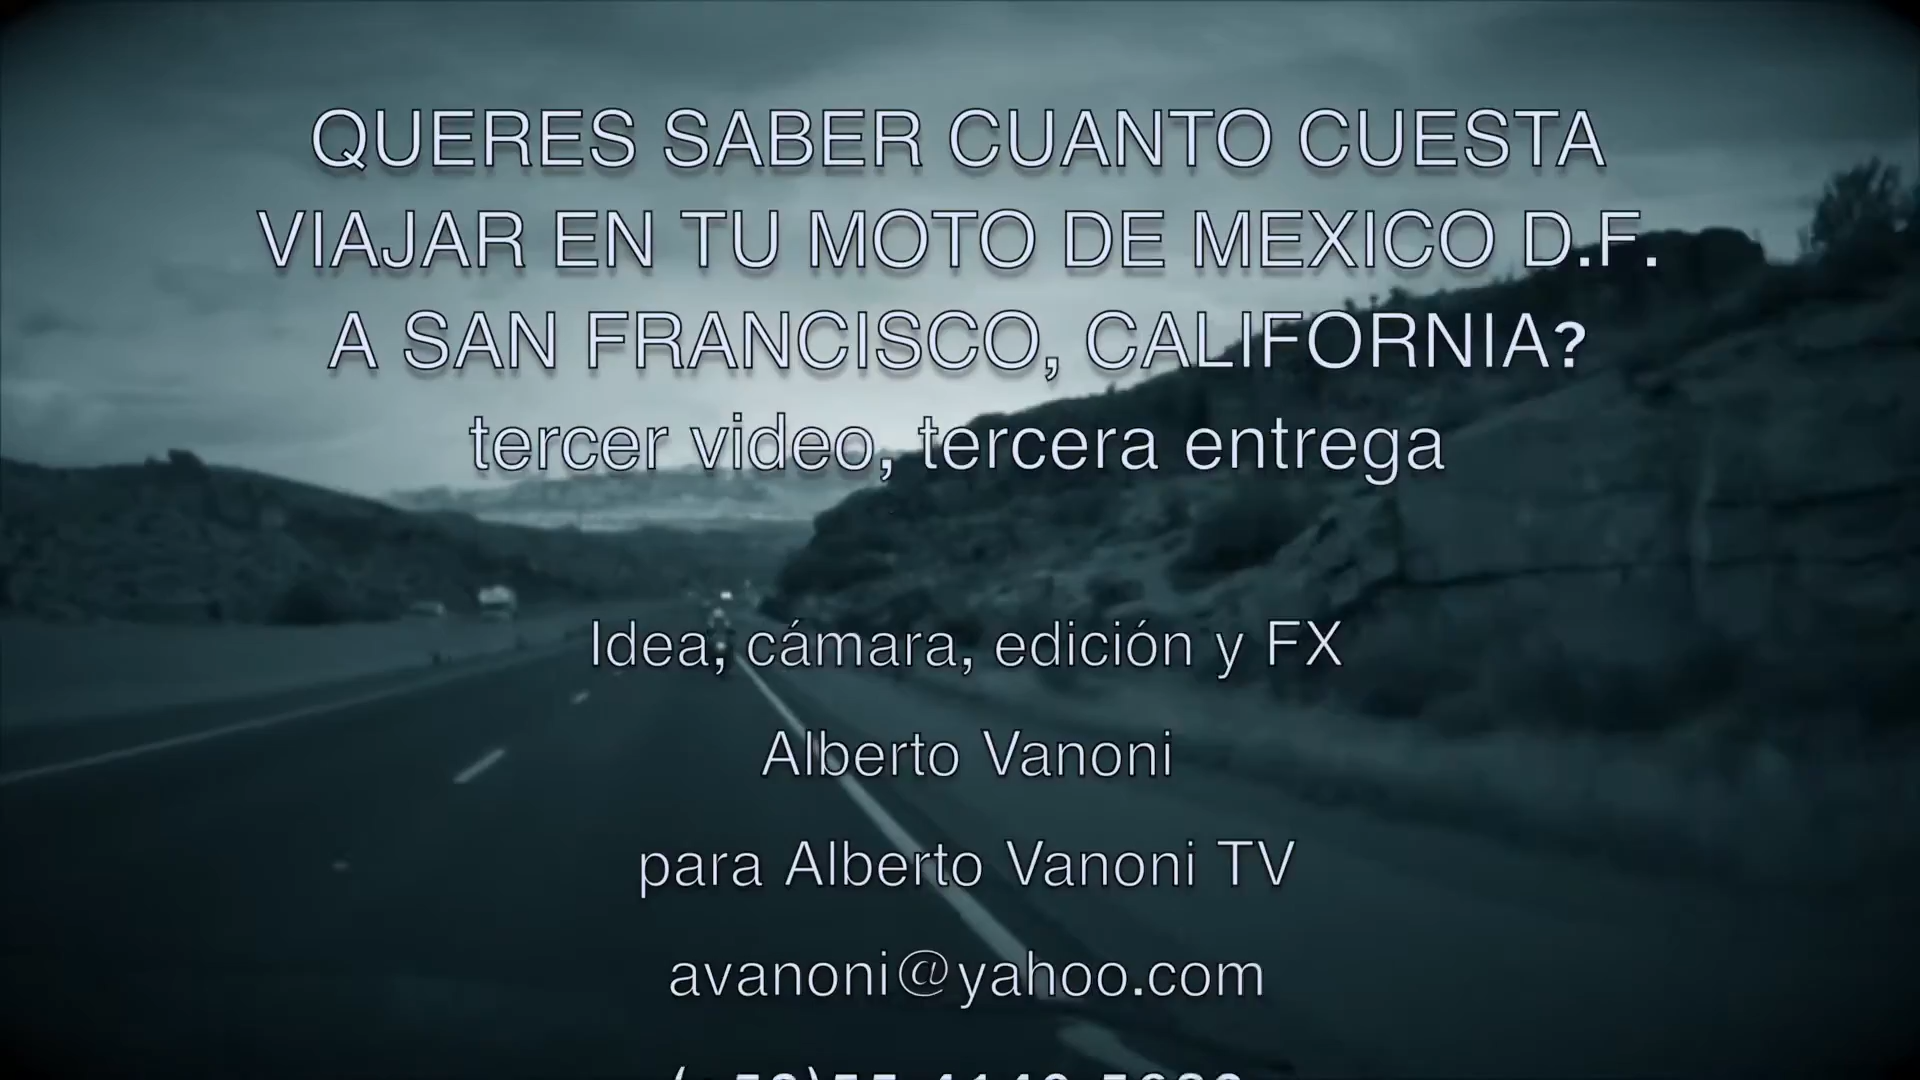 QUERES SABER CUANTO CUESTA
VIAJAR EN TU MOTO DE MEXICO D.F.
A SAN FRANCISCO, CALIFORNIA?
tercer video, tercera entrega
Idea, cámara, edición y FX
Alberto Vanoni
para Alberto Vanoni TV
avanoni@yahoo.com